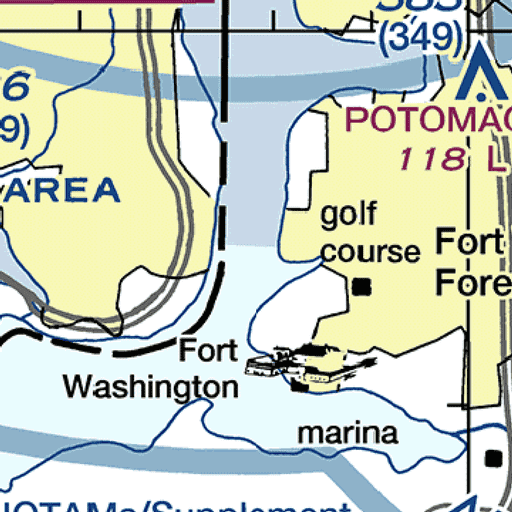 (349)
POTOMAC
118 L
AREA
golf
course
Fort
Fore
Fort
Washington
marina